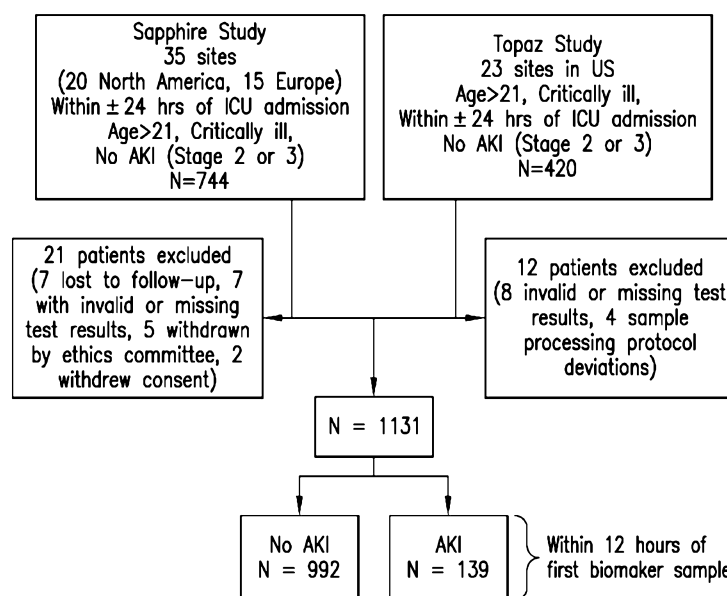 Sapphire Study
35 sites
(20 North America, 15 Europe)
Within ± 24 hrs of ICU admission
Age>21, Critically ill,
No AKI (Stage 2 or 3)
N=744
Topaz Study
23 sites in US
Age>21, Critically ill,
Within ± 24 hrs of ICU admission
No AKI (Stage 2 or 3)
N=420
21 patients excluded
(7 lost to follow-up, 7
with invalid or missing
test results, 5 withdrawn
by ethics committee, 2
withdrew consent)
12 patients excluded
(8 invalid or missing test
results, 4 sample
processing protocol
deviations)
N = 1131
No AKI
N = 992
AKI
N = 139
Within 12 hours of
first biomaker sample